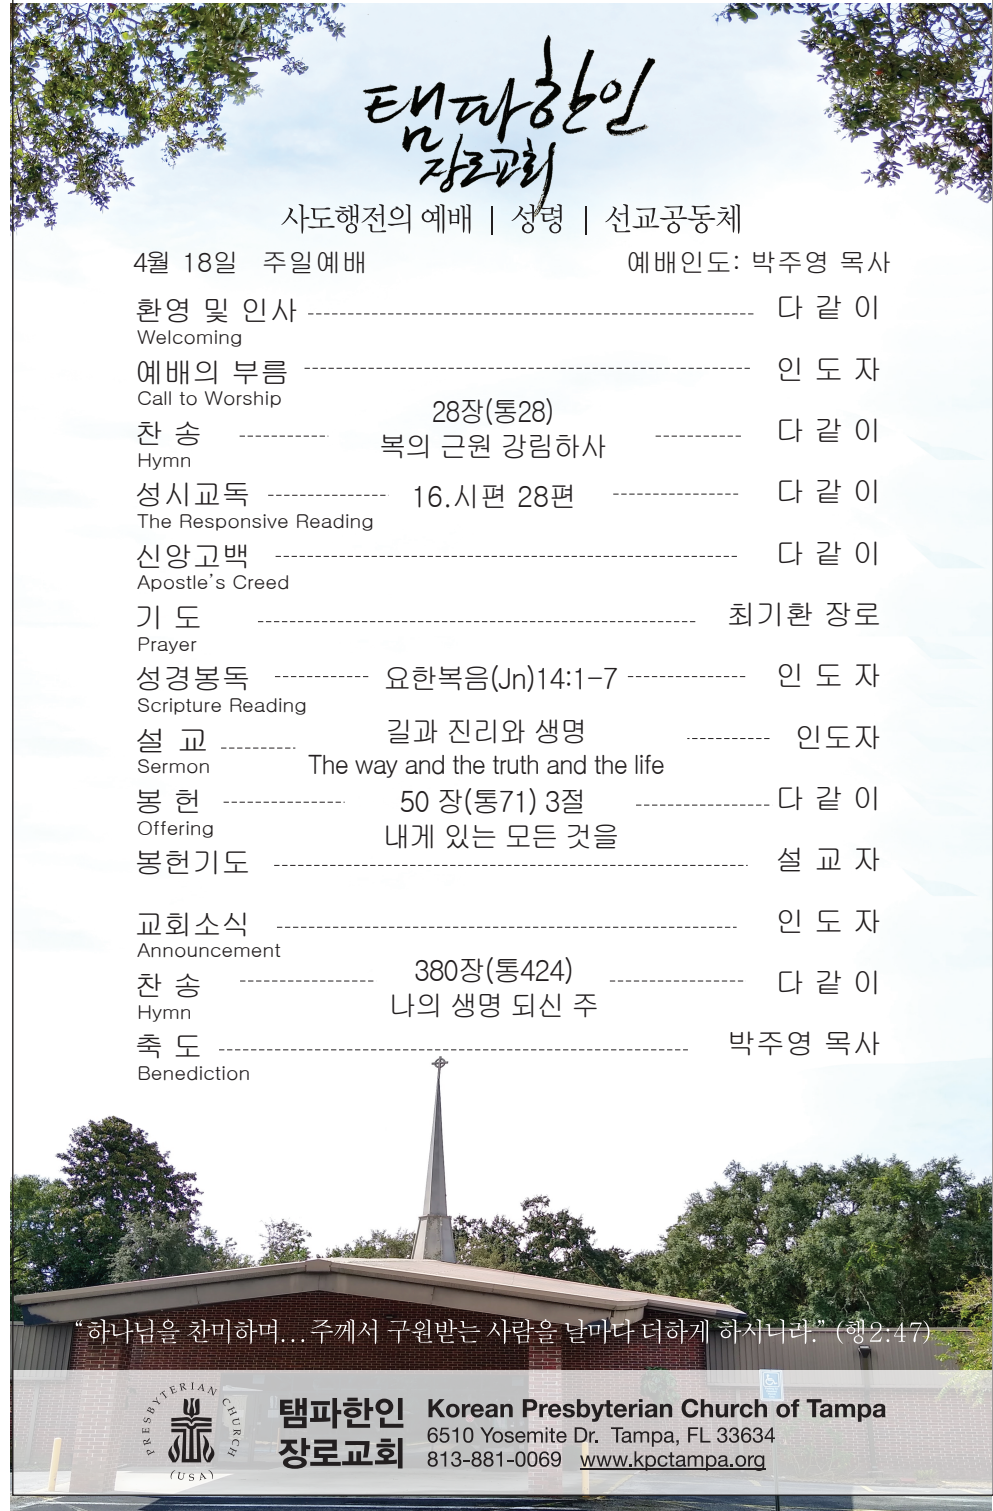 탬파한인
장로교회
사도행전의 예배 | 성령 | 선교공동체
4월 18일 주일예배 예배인도: 박주영 목사
환영 및 인사 다 같 이
Welcoming
예배의 부름 인 도 자
Call to Worship
28장(통28)
찬 송 다 같 이
복의 근원 강림하사
Hymn
성시교독 16.시편 28편 다 같 이
The Responsive Reading
신앙고백 다 같 이
Apostle's Creed
기 도 최기환 장로
Prayer
성경봉독 요한복음(Jn)14:1-7 인 도 자
Scripture Reading
길과 진리와 생명
설 교 인도자
Sermon The way and the truth and the life
봉 헌 50 장(통71) 3절 다 같 이
Offering
내게 있는 모든 것을
봉헌기도 설 교 자
교회소식 인 도 자
Announcement
380장(통424)
찬 송 다 같 이
나의 생명 되신 주
Hymn
축 도 박주영 목사
Benediction
“하나님을 찬미하며...주께서 구원받는 사람을 날마다 더하게 하시니라.” (행2:47)
PRESBYTERIAN CHURCH
(USA)
탬파한인
장로교회
Korean Presbyterian Church of Tampa
6510 Yosemite Dr. Tampa, FL 33634
813-881-0069 www.kpctampa.org